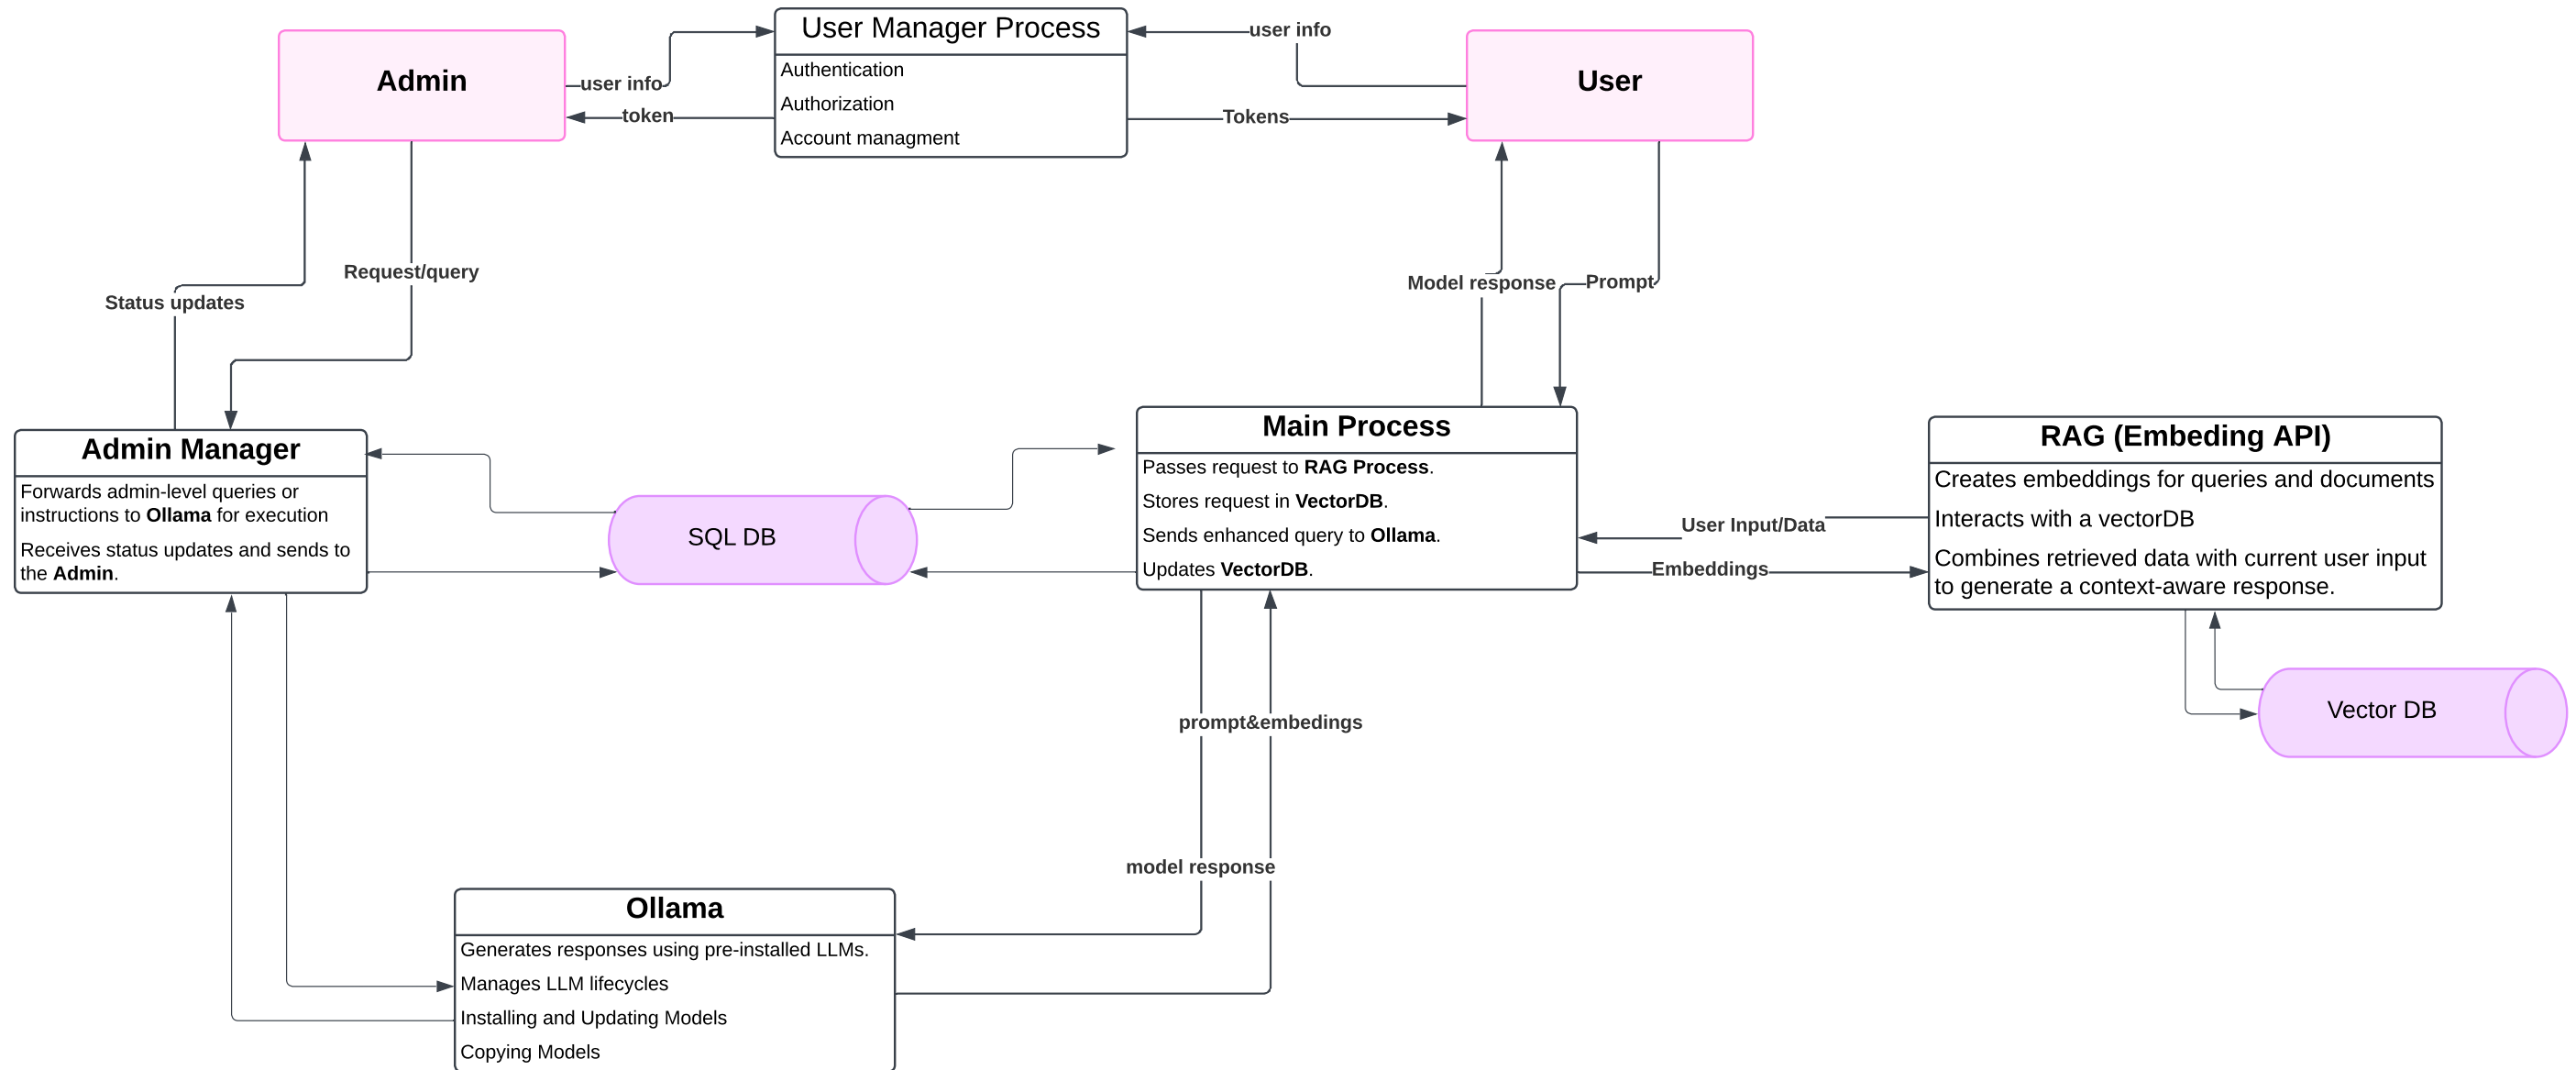 User Manager Process
Authentication
Authorization
Account managment
Admin
User
user info
token
user info
Tokens
Status updates
Request/query
Model response
Prompt
Admin Manager
Forwards admin-level queries or
instructions to Ollama for execution
Receives status updates and sends to
the Admin.
SQL DB
Main Process
Passes request to RAG Process.
Stores request in VectorDB.
Sends enhanced query to Ollama.
Updates VectorDB.
User Input/Data
Embeddings
RAG (Embeding API)
Creates embeddings for queries and documents
Interacts with a vectorDB
Combines retrieved data with current user input
to generate a context-aware response.
Vector DB
prompt&embedings
model response
Ollama
Generates responses using pre-installed LLMs.
Manages LLM lifecycles
Installing and Updating Models
Copying Models